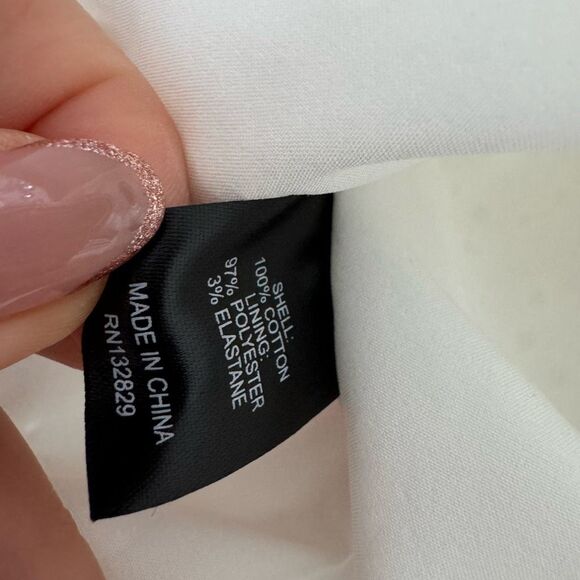 SHELL:
100% COTTON
LINING:
97% POLYESTER
3% ELASTANE
MADE IN CHINA
RN132829